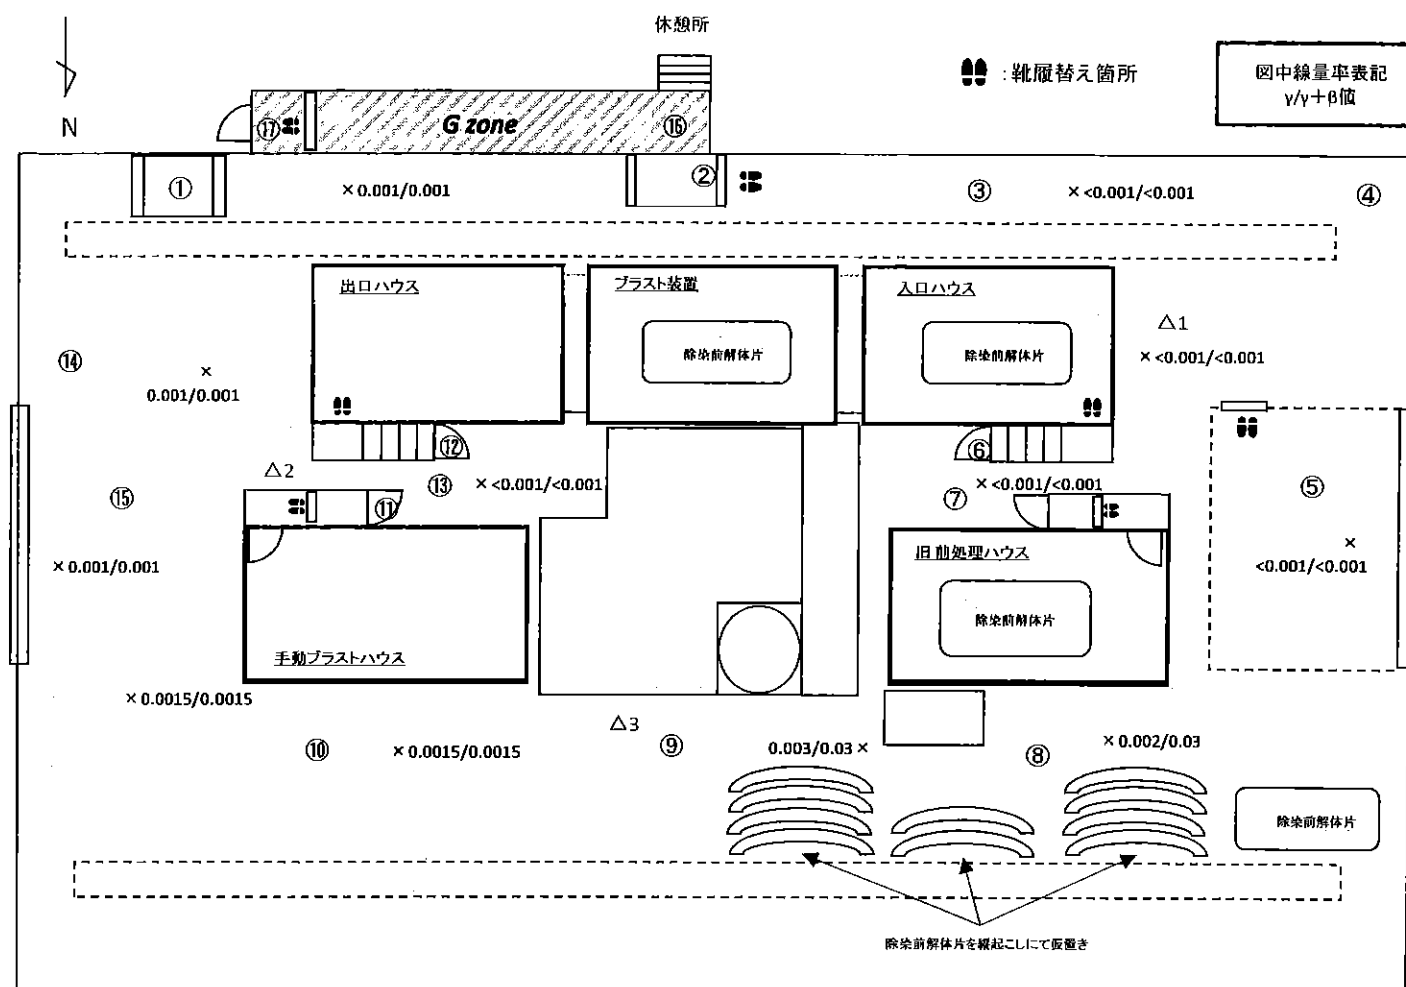 休憩所
:靴履替え箇所
図中線量率表記
γ/γ+β値
N
⑰
G zone
⑯
①
×0.001/0.001
②
③
×<0.001/<0.001
④
出口ハウス
ブラスト装置
入口ハウス
除染前解体片
除染前解体片
△1
×<0.001/<0.001
⑭
×
0.001/0.001
⑫
⑥
△2
⑬
×<0.001/<0.001
×<0.001/<0.001
⑮
⑪
⑦
⑤
×
<0.001/<0.001
×0.001/0.001
旧前処理ハウス
除染前解体片
手動ブラストハウス
×0.0015/0.0015
△3
⑩
×0.0015/0.0015
⑨
0.003/0.03×
⑧
×0.002/0.03
除染前解体片
除染前解体片を縦起こしにて仮置き